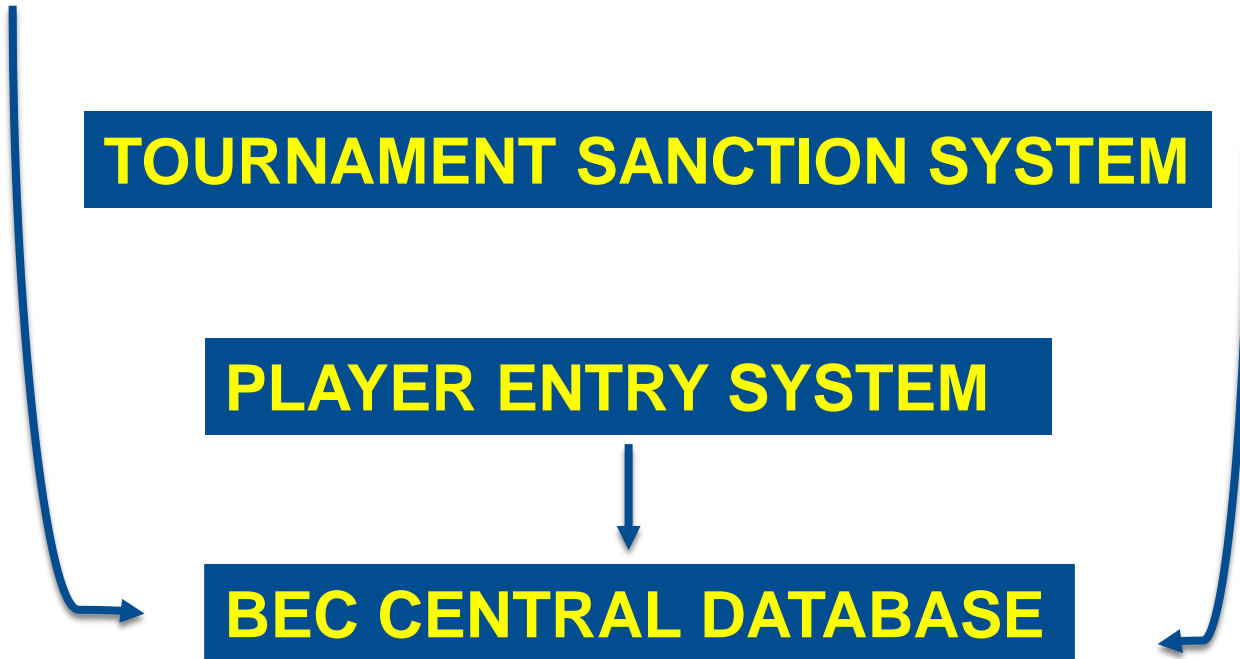 TOURNAMENT SANCTION SYSTEM
PLAYER ENTRY SYSTEM
BEC CENTRAL DATABASE